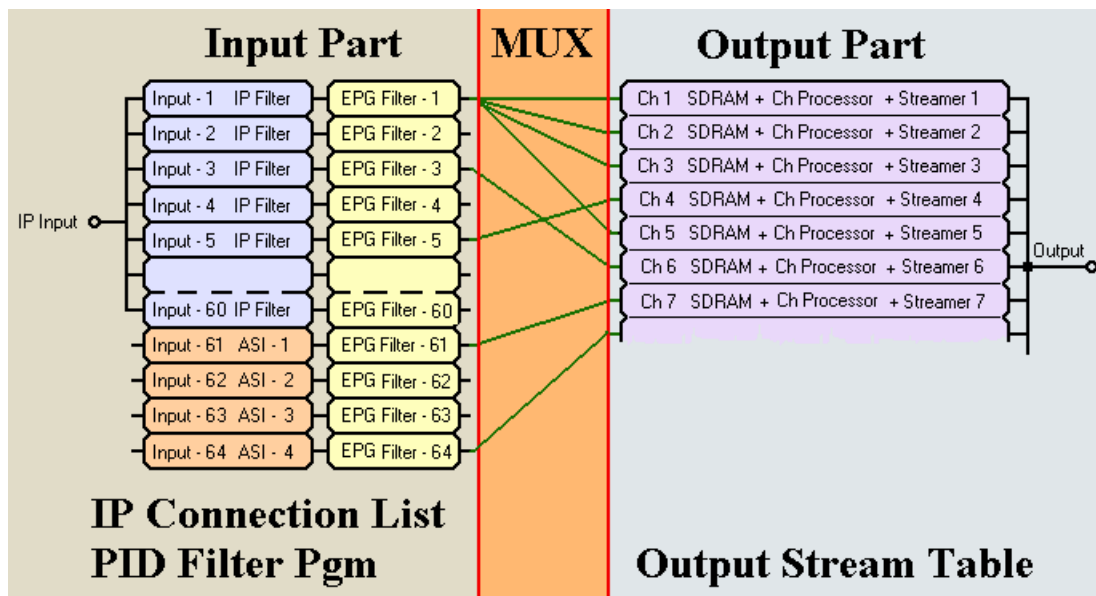 Input Part
MUX
Output Part
IP Input
Input - 1 IP Filter
EPG Filter - 1
Input - 2 IP Filter
EPG Filter - 2
Input - 3 IP Filter
EPG Filter - 3
Input - 4 IP Filter
EPG Filter - 4
Input - 5 IP Filter
EPG Filter - 5
Input - 60 IP Filter
EPG Filter - 60
Input - 61 ASI - 1
EPG Filter - 61
Input - 62 ASI - 2
EPG Filter - 62
Input - 63 ASI - 3
EPG Filter - 63
Input - 64 ASI - 4
EPG Filter - 64
Ch 1 SDRAM + Ch Processor + Streamer 1
Ch 2 SDRAM + Ch Processor + Streamer 2
Ch 3 SDRAM + Ch Processor + Streamer 3
Ch 4 SDRAM + Ch Processor + Streamer 4
Ch 5 SDRAM + Ch Processor + Streamer 5
Ch 6 SDRAM + Ch Processor + Streamer 6
Ch 7 SDRAM + Ch Processor + Streamer 7
Output
IP Connection List
PID Filter Pgm
Output Stream Table